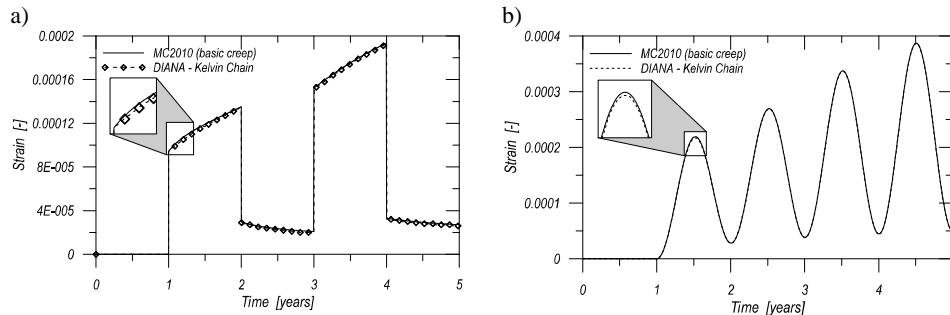 a)
0.0002
0.00016
0.00012
8E-005
4E-005
0
Strain [-]
MC2010 (basic creep)
DIANA - Kelvin Chain
0 1 2 3 4 5
Time [years]
b)
0.0004
0.0003
0.0002
0.0001
0
Strain [-]
MC2010 (basic creep)
DIANA - Kelvin Chain
0 1 2 3 4
Time [years]